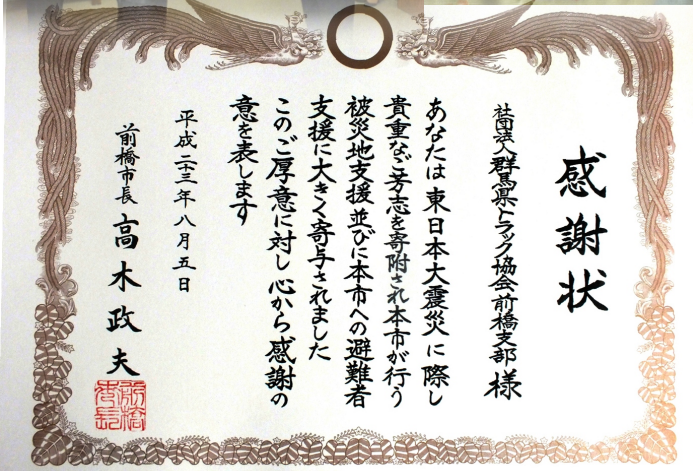 感謝状
社団法人群馬県トラック協会前橋支部 様
あなたは東日本大震災に際し
貴重なご芳志を寄附され本市が行う
被災地支援並びに本市への避難者
支援に大きく寄与されました
このご厚意に対し心から感謝の
意を表します
平成二十三年八月五日
前橋市長 高木政夫
前橋市長